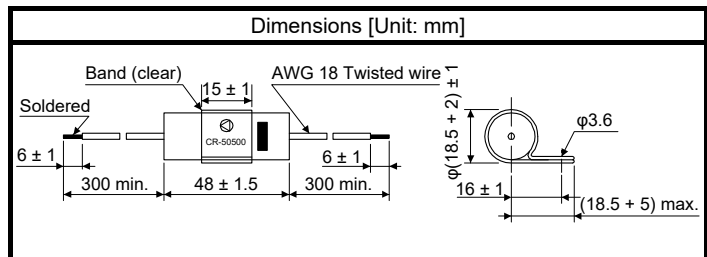 Dimensions [Unit: mm]
Band (clear)
15 ± 1
AWG 18 Twisted wire
Soldered
CR-50500
6 ± 1
300 min.
48 ± 1.5
6 ± 1
300 min.
φ(18.5 + 2) ± 1
φ3.6
16 ± 1
(18.5 + 5) max.